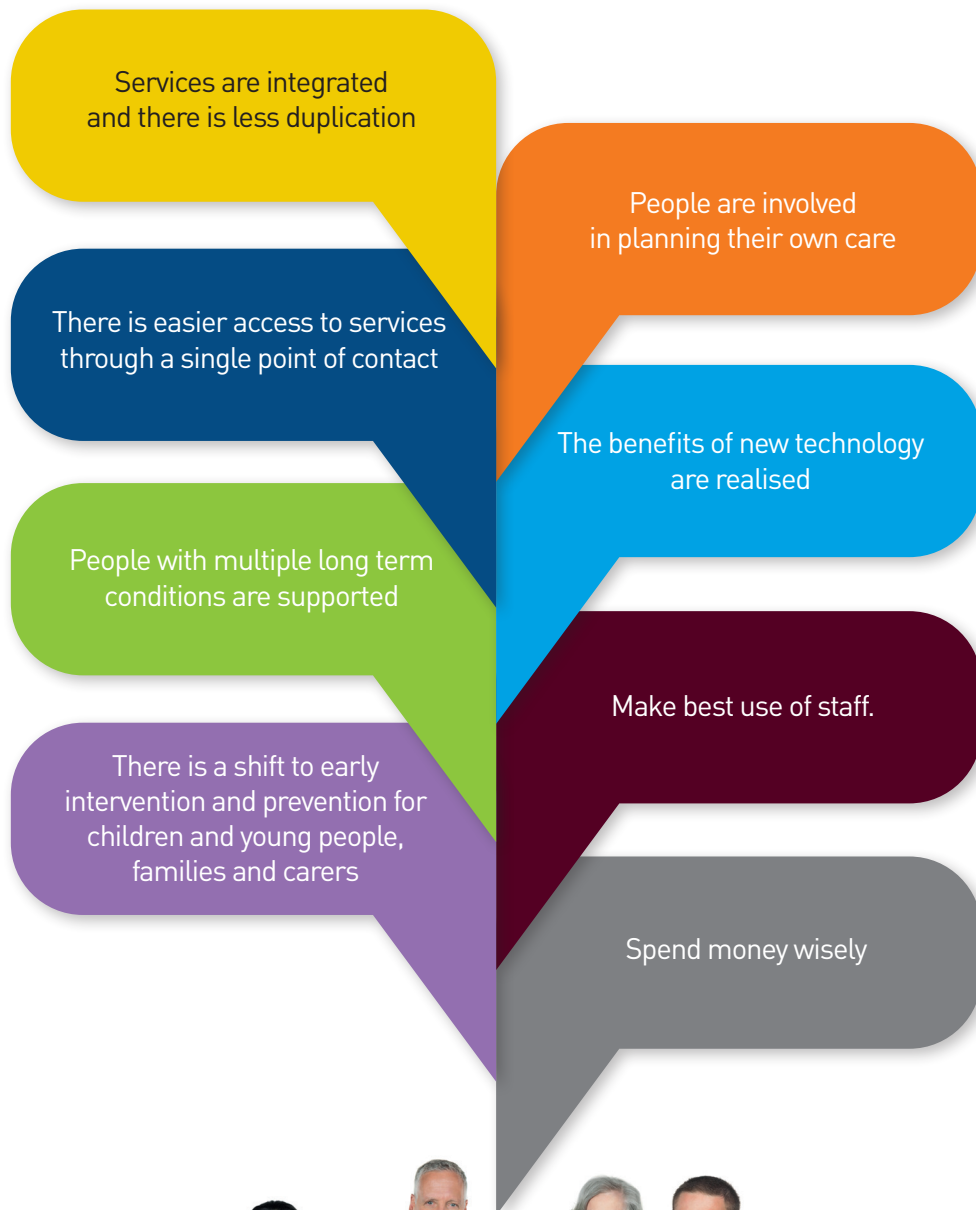 Services are integrated
and there is less duplication
People are involved
in planning their own care
There is easier access to services
through a single point of contact
The benefits of new technology
are realised
People with multiple long term
conditions are supported
Make best use of staff.
There is a shift to early
intervention and prevention for
children and young people,
families and carers
Spend money wisely